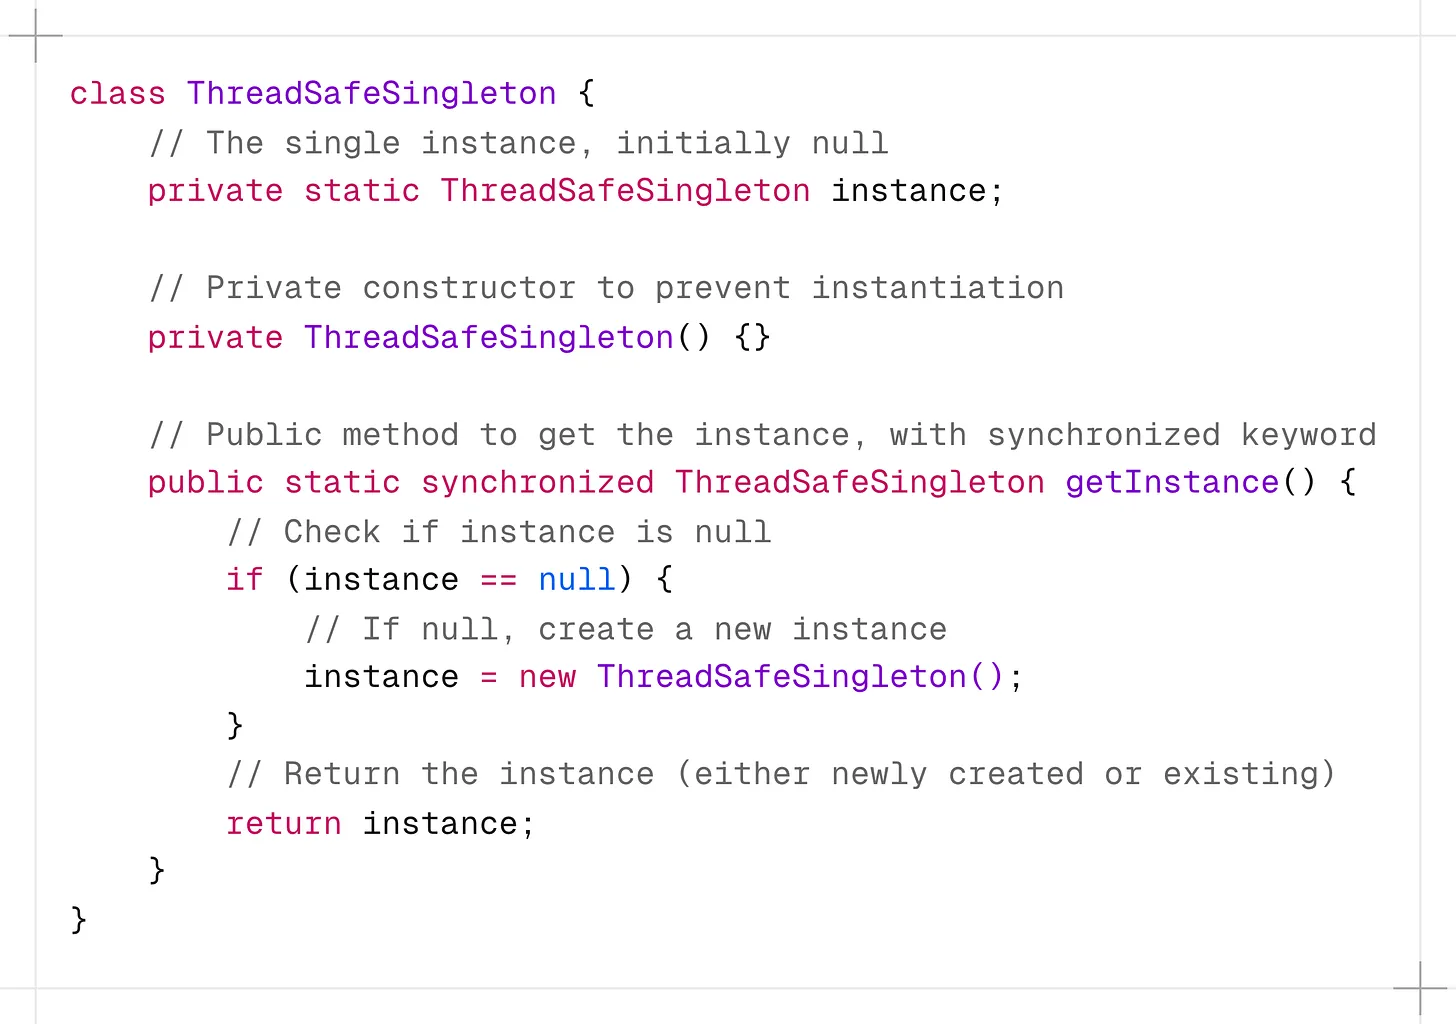 class ThreadSafeSingleton {
    // The single instance, initially null
    private static ThreadSafeSingleton instance;

    // Private constructor to prevent instantiation
    private ThreadSafeSingleton() {}

    // Public method to get the instance, with synchronized keyword
    public static synchronized ThreadSafeSingleton getInstance() {
        // Check if instance is null
        if (instance == null) {
            // If null, create a new instance
            instance = new ThreadSafeSingleton();
        }
        // Return the instance (either newly created or existing)
        return instance;
    }
}